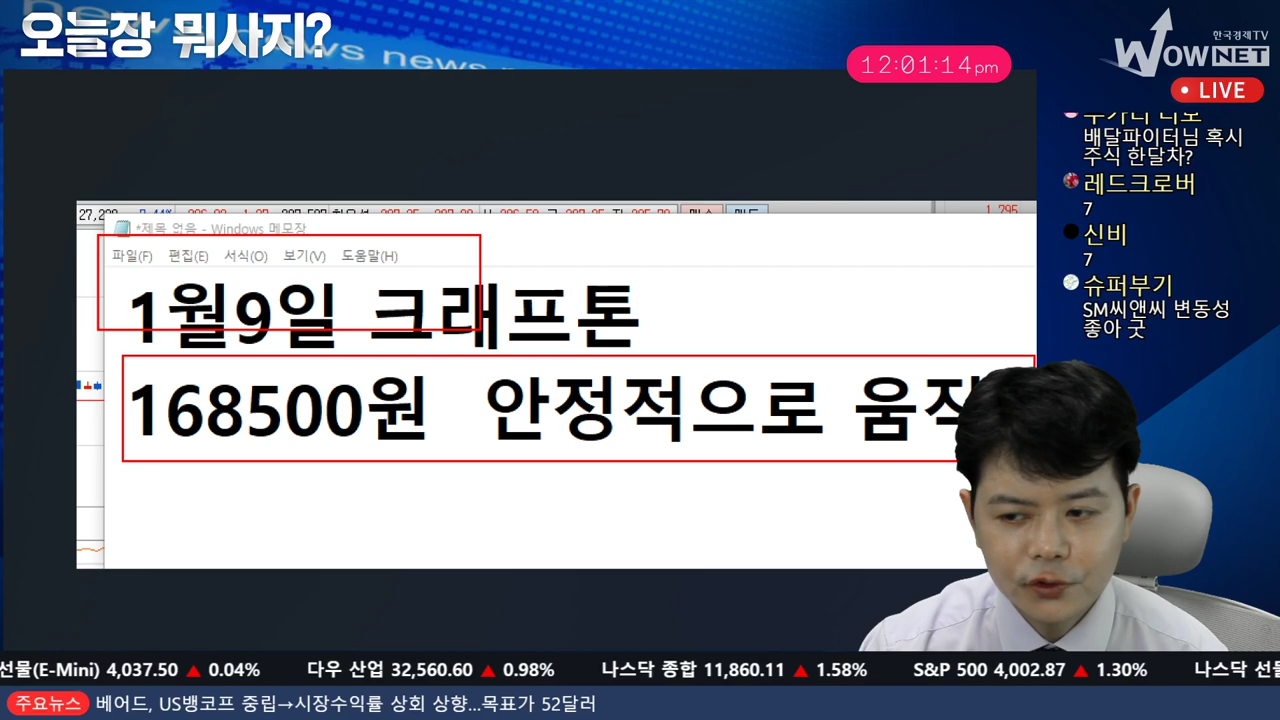 오늘장 뭐사지?
news
news
12:01:14pm
한국경제TV
WOWNET
LIVE
배달파이터님 혹시
주식 한달차?
레드크로버
7
신비
7
슈퍼부기
SM씨앤씨 변동성
좋아 굿
1,795
*제목 없음 - Windows 메모장
파일(F) 편집(E) 서식(O) 보기(V) 도움말(H)
1월9일 크래프톤
168500원 안정적으로
선물(E-Mini) 4,037.50 ▲ 0.04% 다우 산업 32,560.60 ▲ 0.98% 나스닥 종합 11,860.11 ▲ 1.58% S&P 500 4,002.87 ▲ 1.30% 나스닥
주요뉴스 베어드, US뱅코프 중립→시장수익률 상회 상향...목표가 52달러